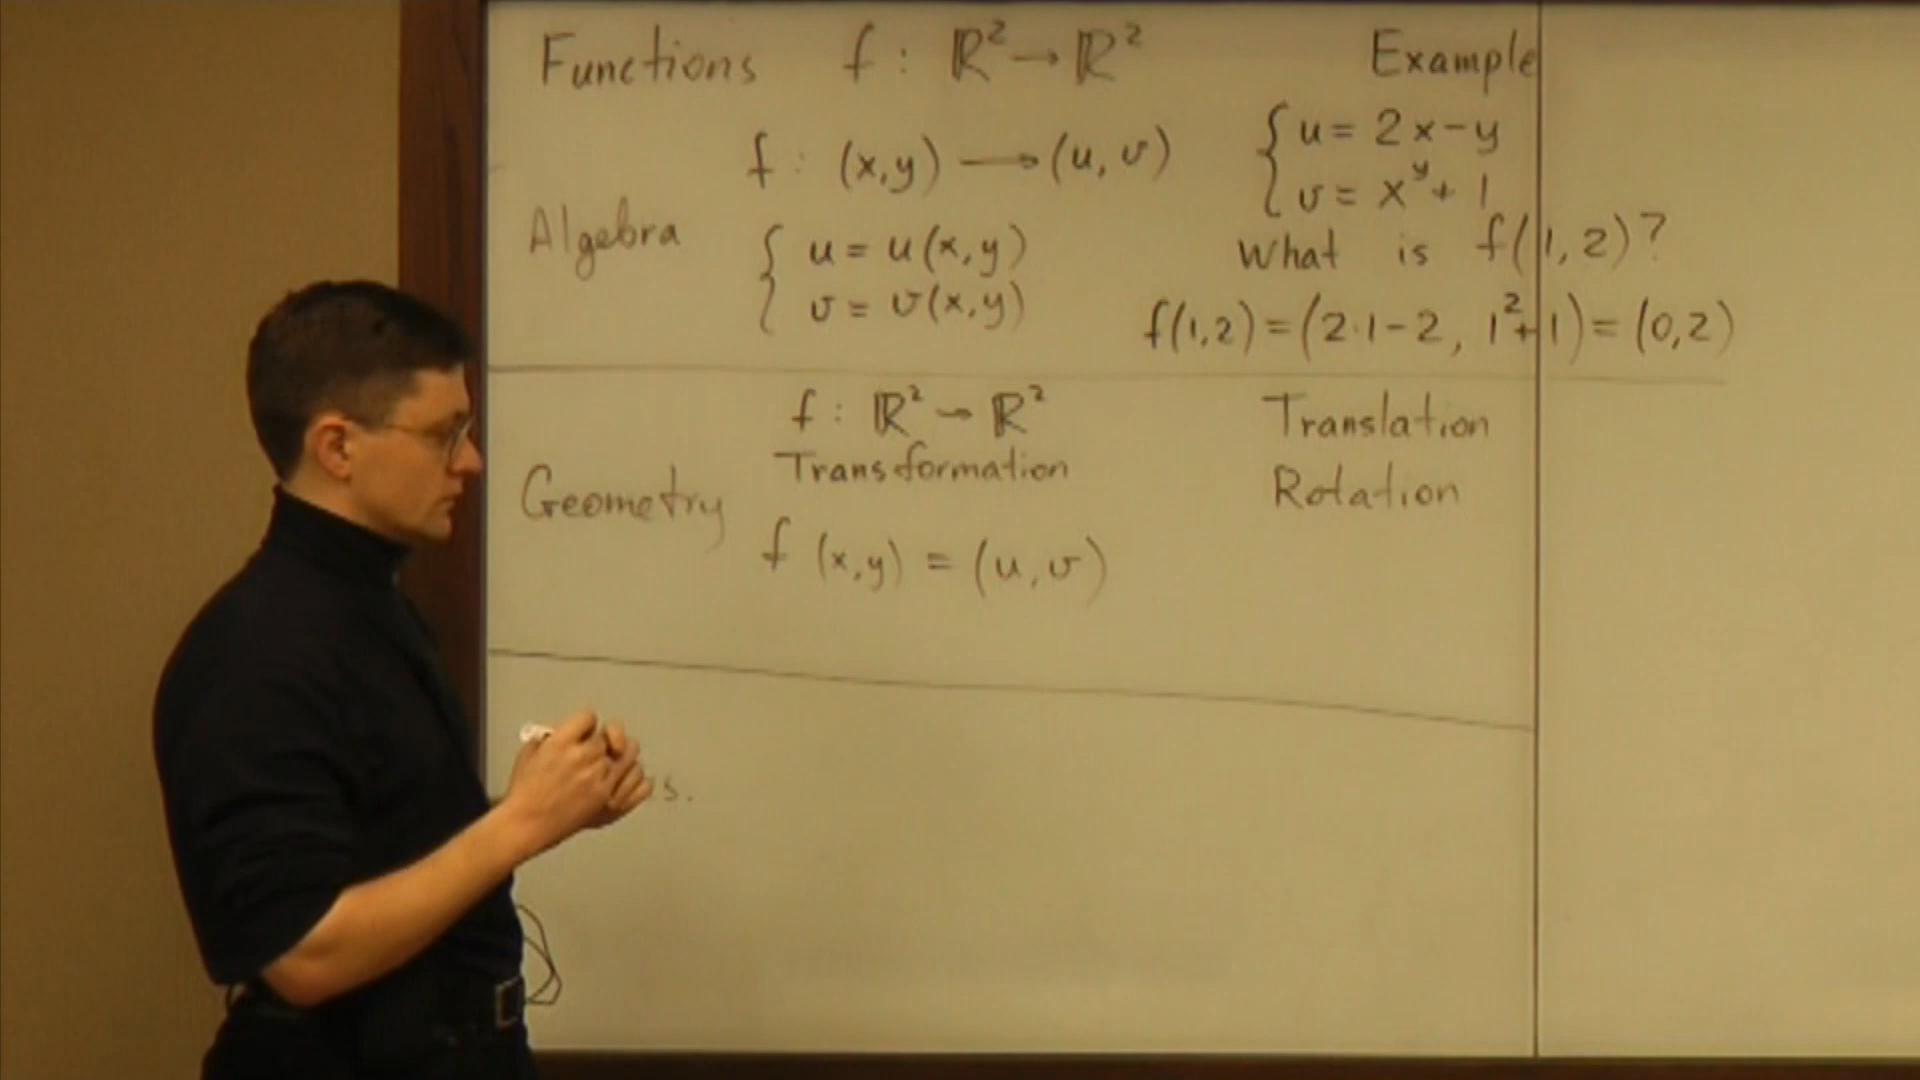 Functions f : ℝ² → ℝ² Example
f : (x,y) → (u, v)
{ u = 2x-y
v = x^y + 1
Algebra
{ u = u(x,y)
v = v(x,y)
What is f(1,2)?
f(1,2) = (2·1-2, 1²+1) = (0,2)
f : ℝ² → ℝ²
Transformation
Geometry
f (x,y) = (u, v)
Translation
Rotation